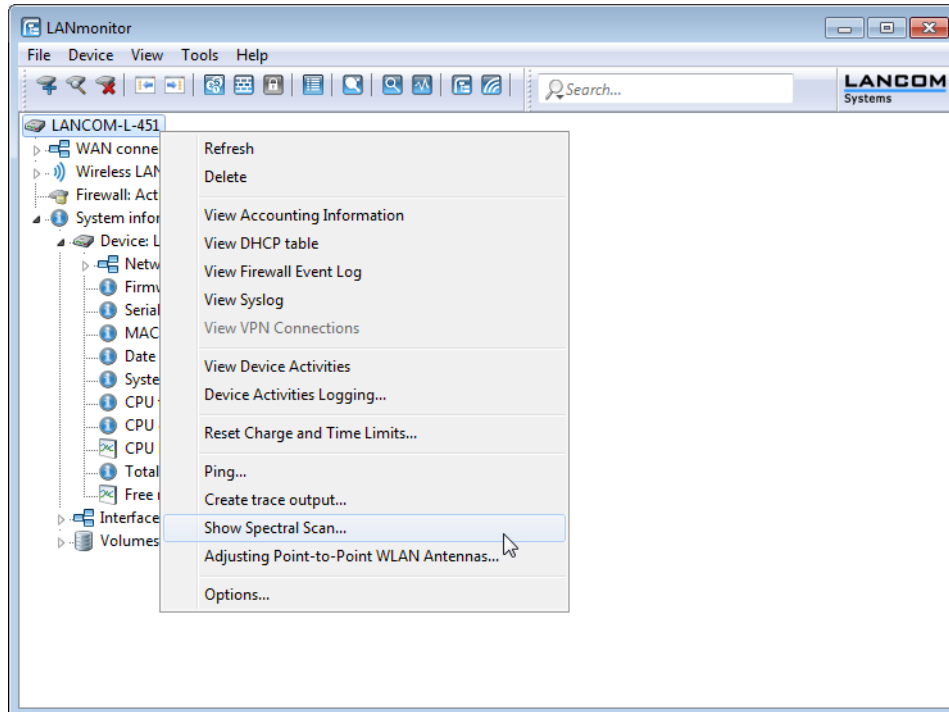 LANmonitor
File Device View Tools Help
Search...
LANCOM
Systems
LANCOM-L-451
WAN conne
Wireless LAN
Firewall: Act
System infor
Device: L
Netw
Firmw
Serial
MAC
Date
Syste
CPU
CPU
CPU
Total
Free
Interface
Volumes
Refresh
Delete
View Accounting Information
View DHCP table
View Firewall Event Log
View Syslog
View VPN Connections
View Device Activities
Device Activities Logging...
Reset Charge and Time Limits...
Ping...
Create trace output...
Show Spectral Scan...
Adjusting Point-to-Point WLAN Antennas...
Options...